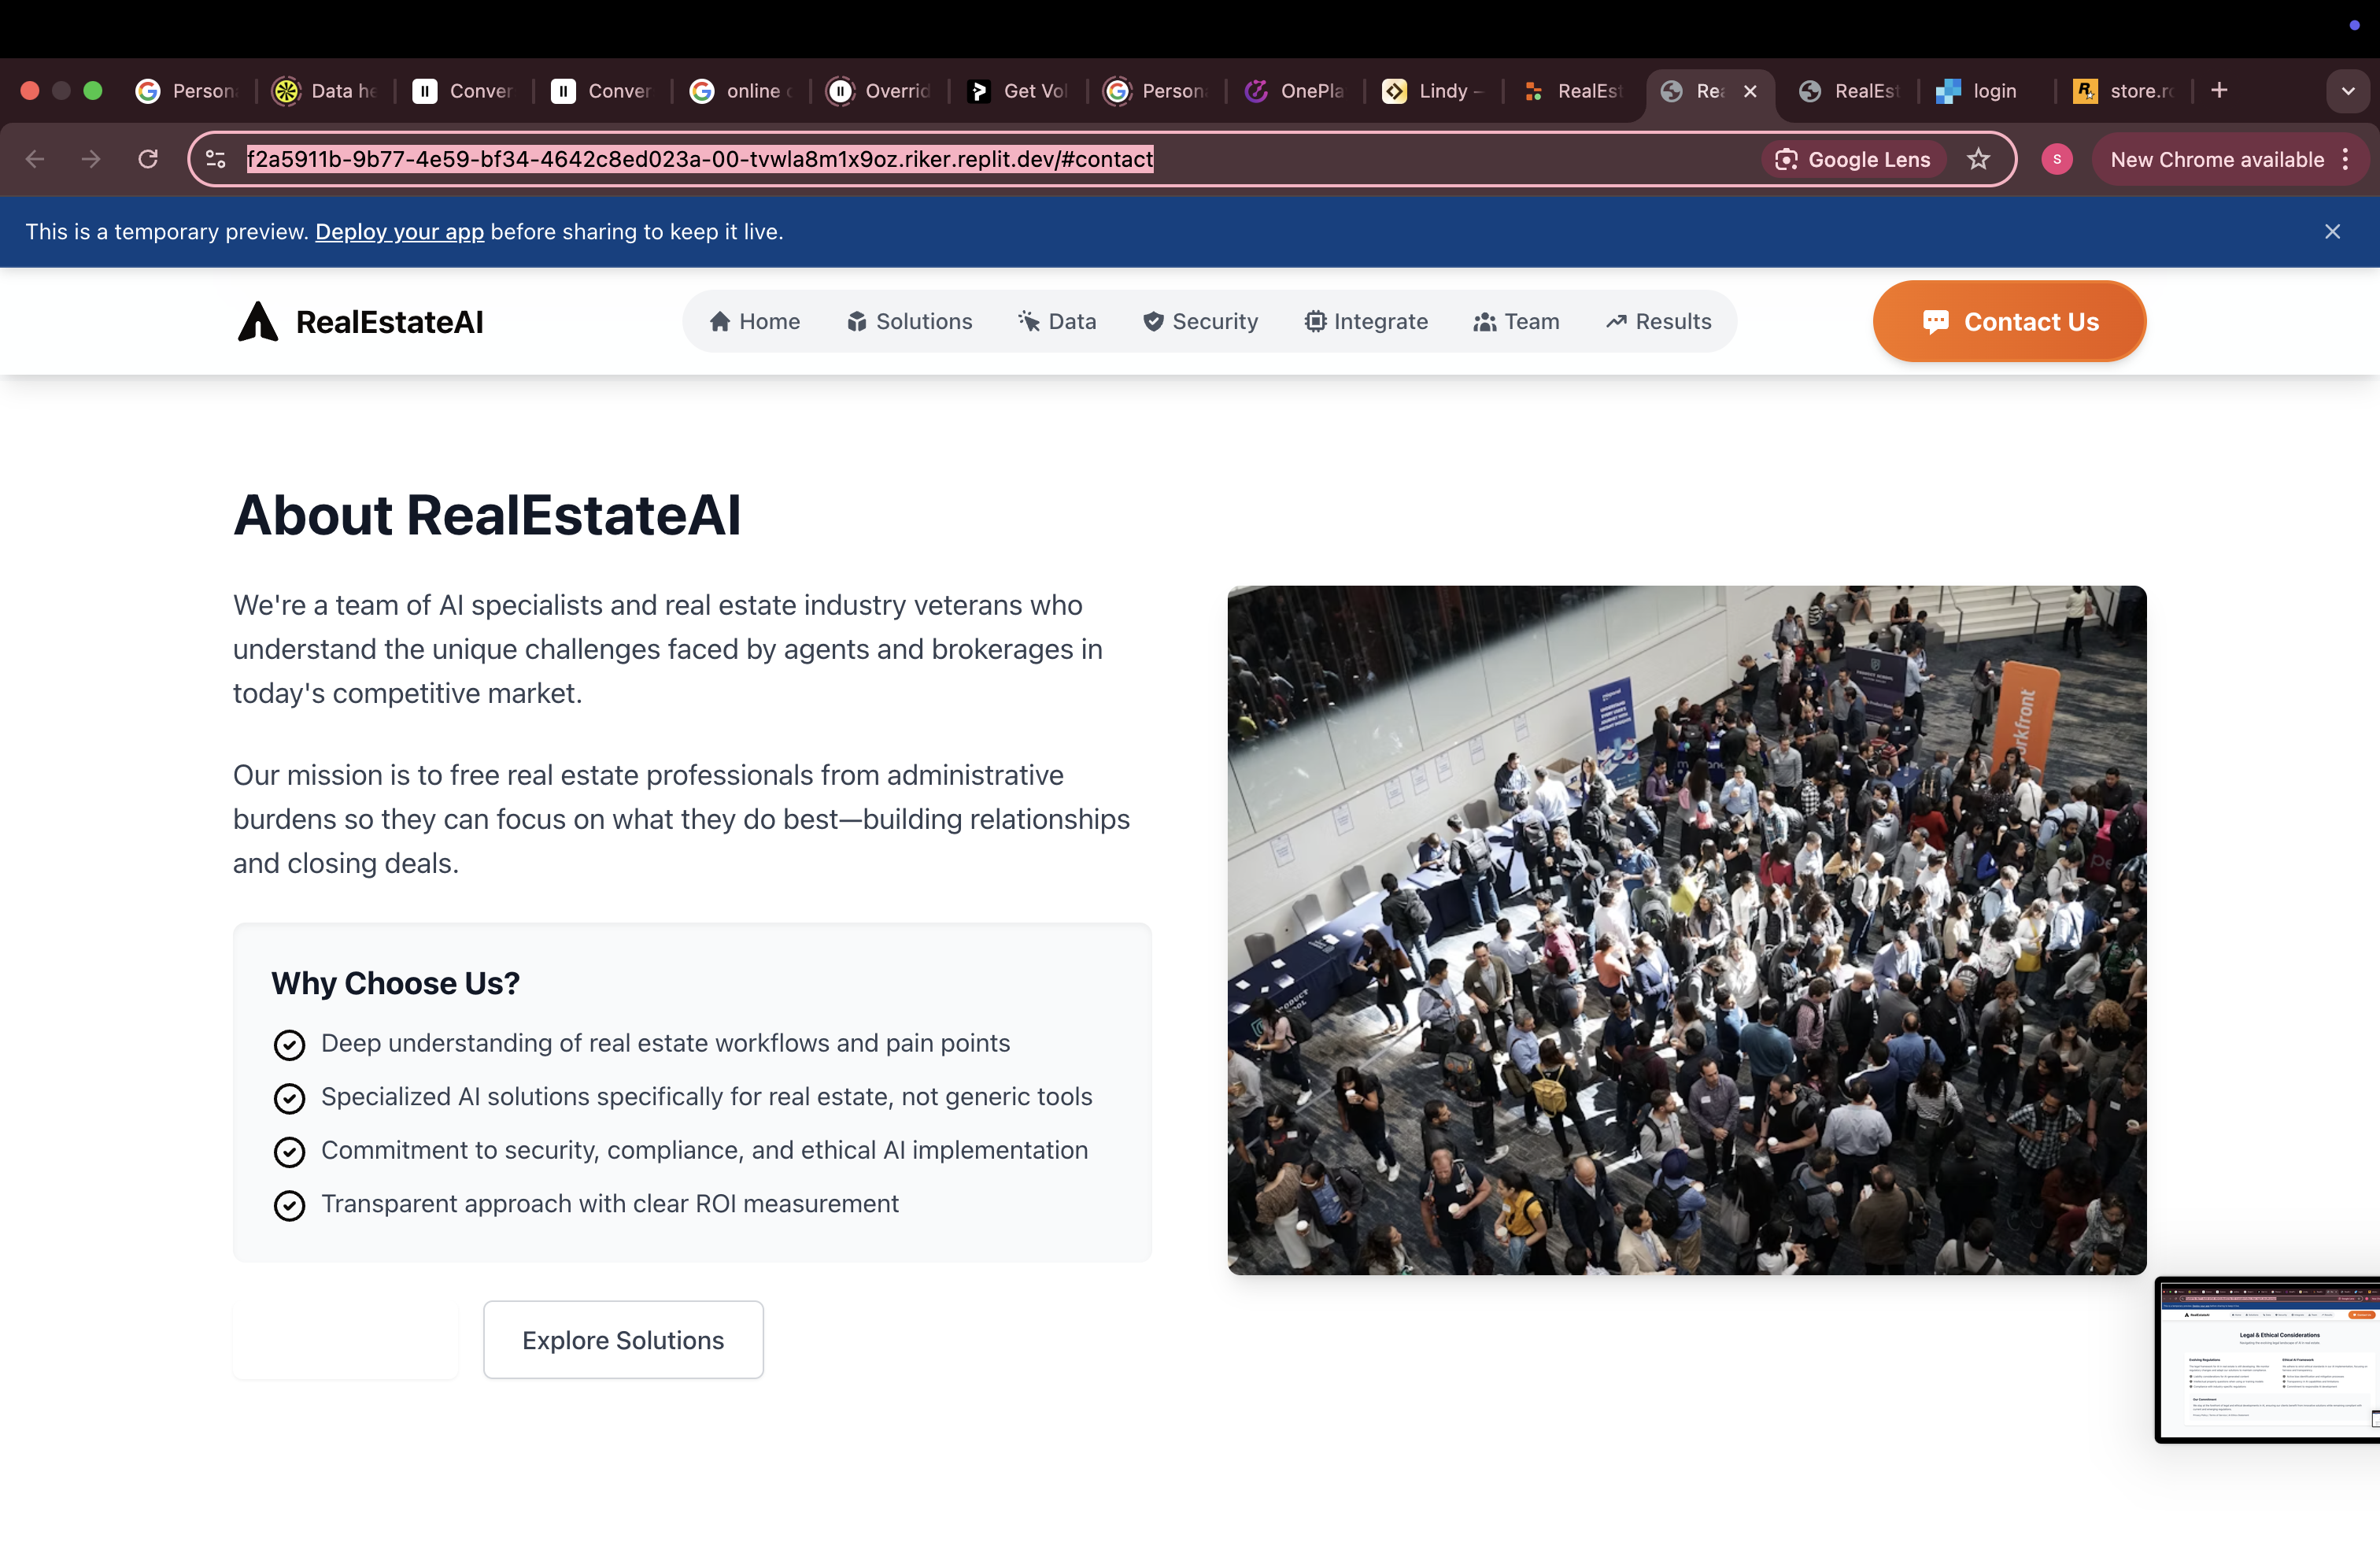 Person
Data he
Conver
Conver
online
Overrid
Get Vol
Person
OnePla
Lindy –
RealEst
Rea
RealEst
login
store.ro
f2a5911b-9b77-4e59-bf34-4642c8ed023a-00-tvwla8m1x9oz.riker.replit.dev/#contact
Google Lens
S
New Chrome available
This is a temporary preview. Deploy your app before sharing to keep it live.
RealEstateAI
Home
Solutions
Data
Security
Integrate
Team
Results
Contact Us
About RealEstateAI
We're a team of AI specialists and real estate industry veterans who
understand the unique challenges faced by agents and brokerages in
today's competitive market.
Our mission is to free real estate professionals from administrative
burdens so they can focus on what they do best—building relationships
and closing deals.
Why Choose Us?
Deep understanding of real estate workflows and pain points
Specialized AI solutions specifically for real estate, not generic tools
Commitment to security, compliance, and ethical AI implementation
Transparent approach with clear ROI measurement
Explore Solutions
rkfront
Legal & Ethical Considerations